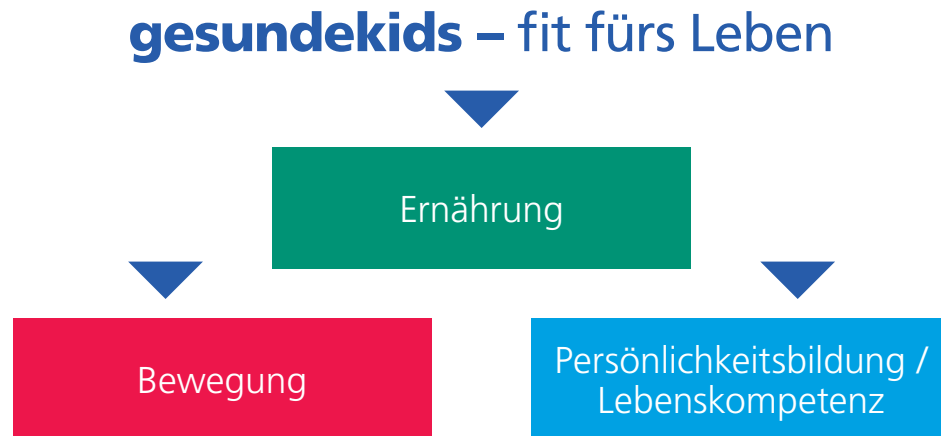 gesundekids – fit fürs Leben
Ernährung
Bewegung
Persönlichkeitsbildung /
Lebenskompetenz